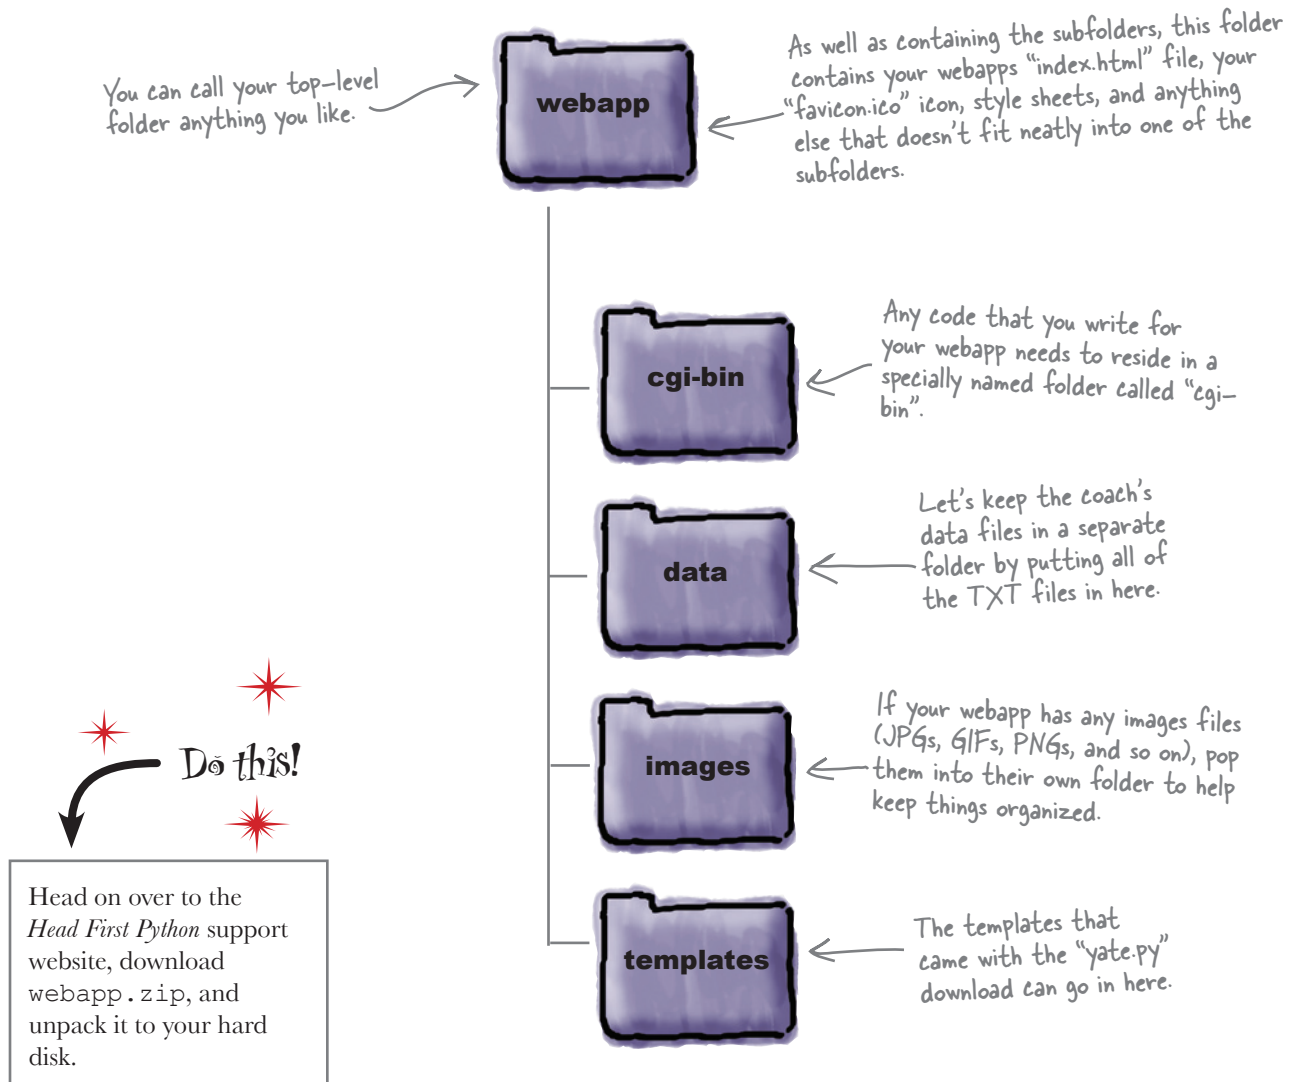 You can call your top-level
folder anything you like.
webapp
As well as containing the subfolders, this folder
contains your webapps “index.html” file, your
“favicon.ico” icon, style sheets, and anything
else that doesn’t fit neatly into one of the
subfolders.
cgi-bin
Any code that you write for
your webapp needs to reside in a
specially named folder called “cgi-
bin”.
data
Let’s keep the coach’s
data files in a separate
folder by putting all of
the TXT files in here.
images
If your webapp has any images files
(JPGs, GIFs, PNGs, and so on), pop
them into their own folder to help
keep things organized.
templates
The templates that
came with the “yate.py”
download can go in here.
Do this!
Head on over to the
Head First Python support
website, download
webapp.zip, and
unpack it to your hard
disk.